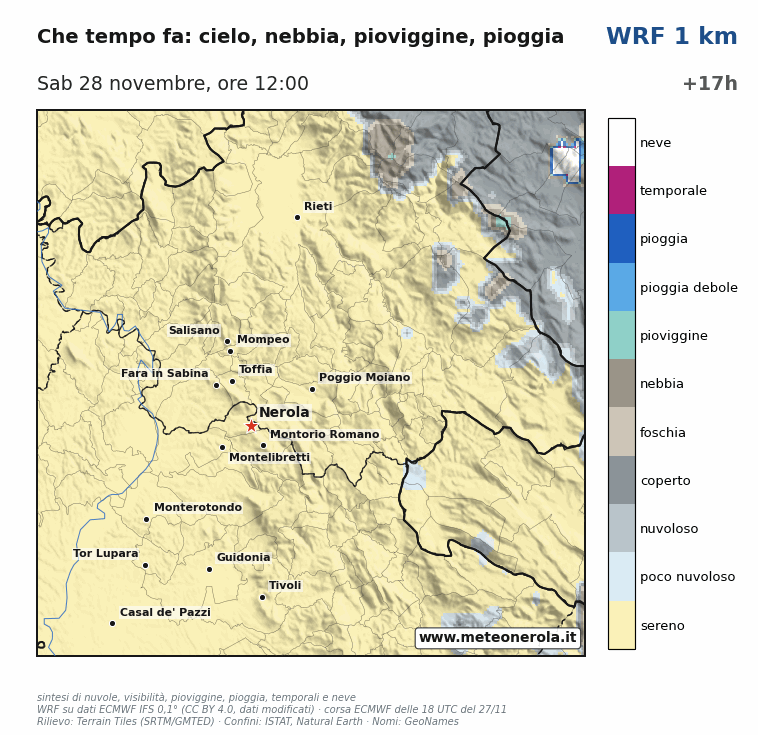 Che tempo fa: cielo, nebbia, pioviggine, pioggia
WRF 1 km
Sab 28 novembre, ore 12:00
+17h
Rieti
Salisano
Mompeo
Fara in Sabina
Toffia
Poggio Moiano
Nerola
Montorio Romano
Montelibretti
Monterotondo
Tor Lupara
Guidonia
Tivoli
Casal de' Pazzi
www.meteonerola.it
neve
temporale
pioggia
pioggia debole
pioviggine
nebbia
foschia
coperto
nuvoloso
poco nuvoloso
sereno
sintesi di nuvole, visibilità, pioviggine, pioggia, temporali e neve
WRF su dati ECMWF IFS 0,1° (CC BY 4.0, dati modificati) · corsa ECMWF delle 18 UTC del 27/11
Rilievo: Terrain Tiles (SRTM/GMTED) · Confini: ISTAT, Natural Earth · Nomi: GeoNames